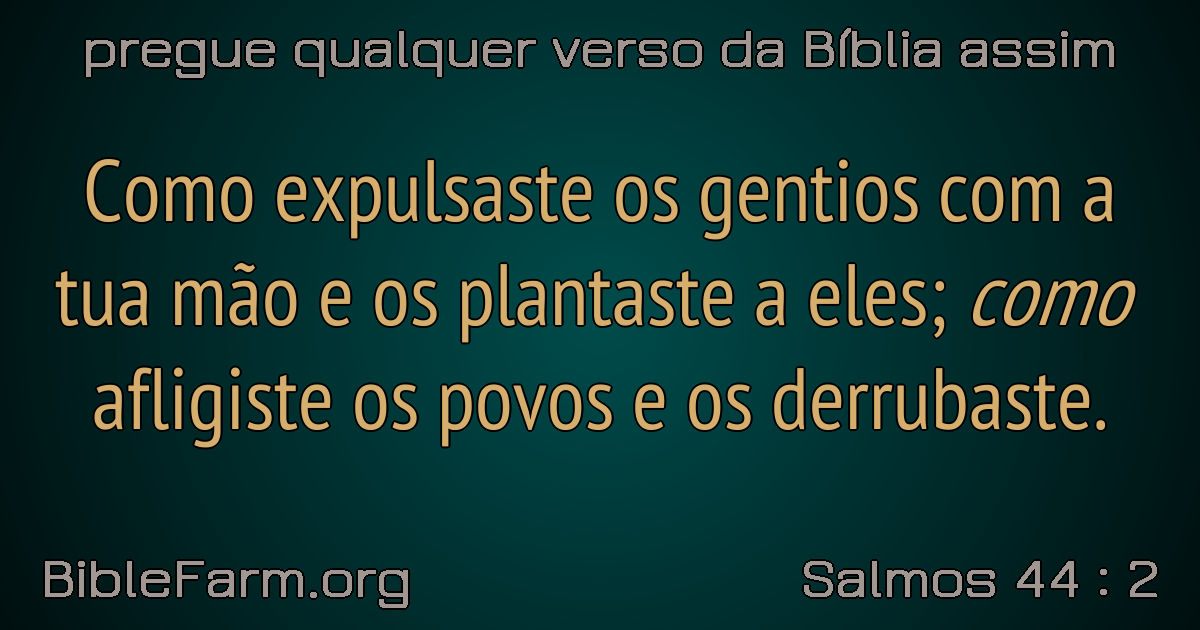 pregue qualquer verso da Bíblia assim
Como expulsaste os gentios com a
tua mão e os plantaste a eles; como
afligiste os povos e os derrubaste.
BibleFarm.org
Salmos 44 : 2